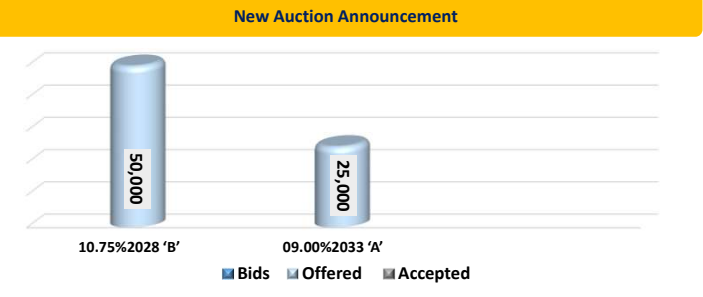 New Auction Announcement
50,000
25,000
10.75%2028 ‘B’
09.00%2033 ‘A’
Bids Offered Accepted